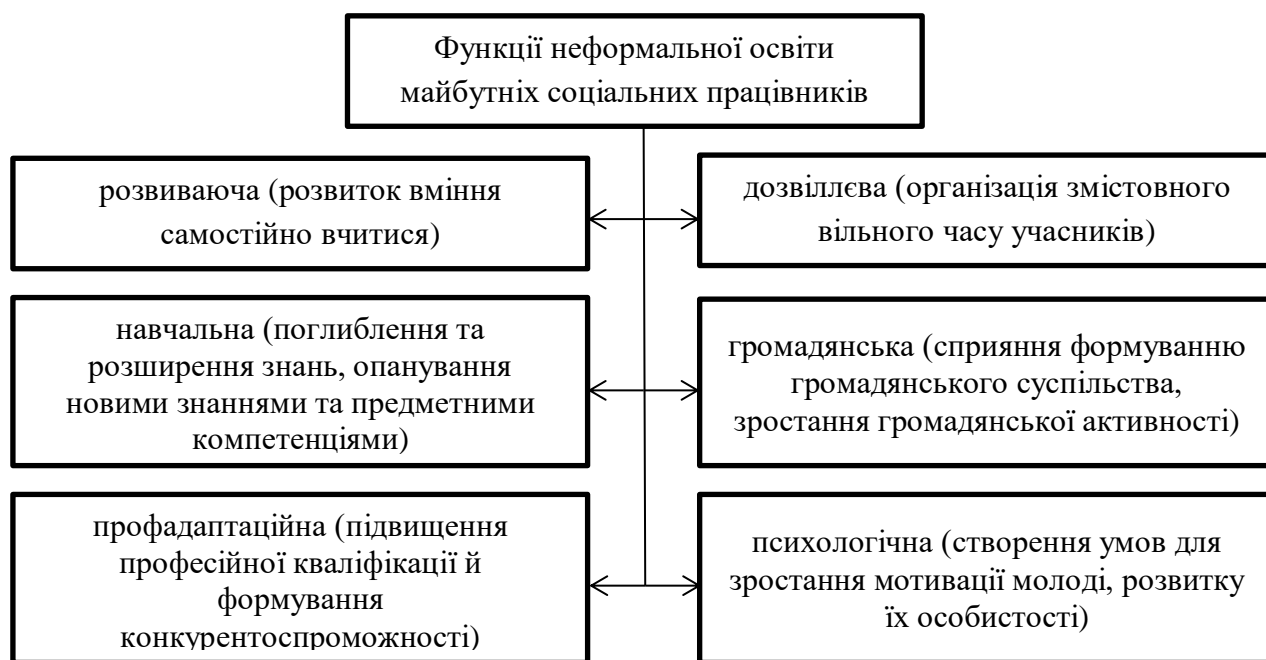 Функції неформальної освіти
майбутніх соціальних працівників
розвиваюча (розвиток вміння
самостійно вчитися)
дозвіллєва (організація змістовного
вільного часу учасників)
навчальна (поглиблення та
розширення знань, опанування
новими знаннями та предметними
компетенціями)
громадянська (сприяння формуванню
громадянського суспільства,
зростання громадянської активності)
профадаптаційна (підвищення
професійної кваліфікації й
формування
конкурентоспроможності)
психологічна (створення умов для
зростання мотивації молоді, розвитку
їх особистості)